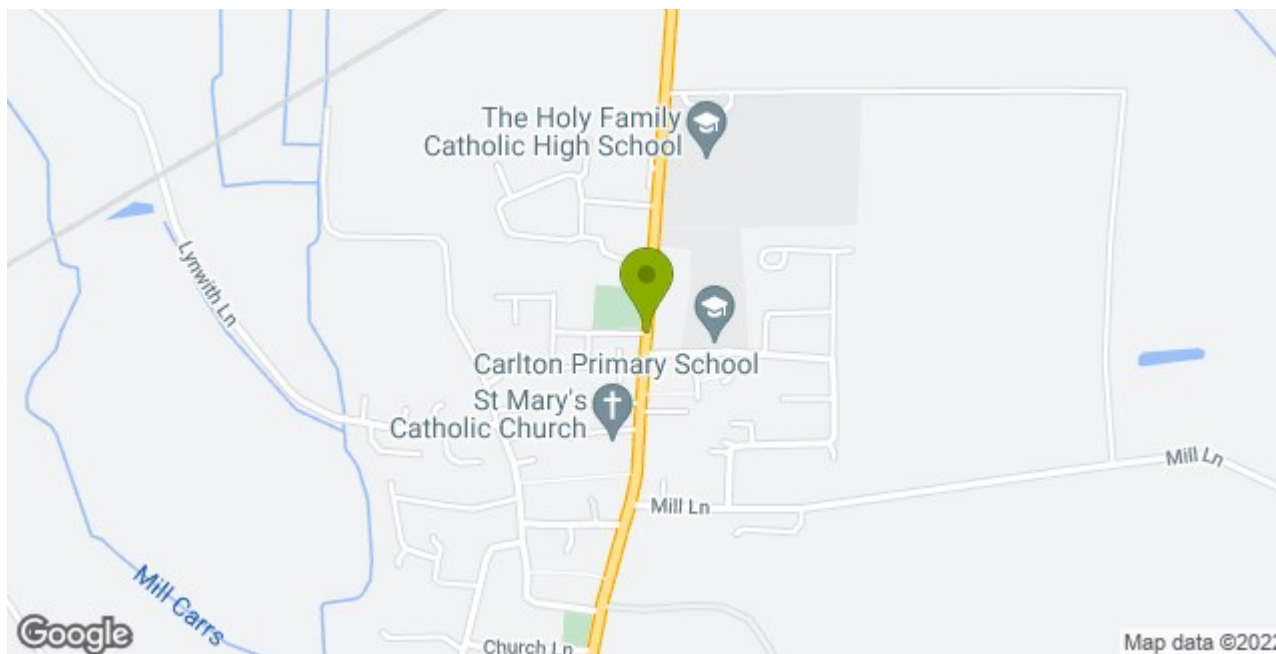 The Holy Family
Catholic High School
Lynwith Ln
Carlton Primary School
St Mary's
Catholic Church
Mill Ln
Mill Ln
Mill Carrs
Church Ln
Google
Map data ©2022